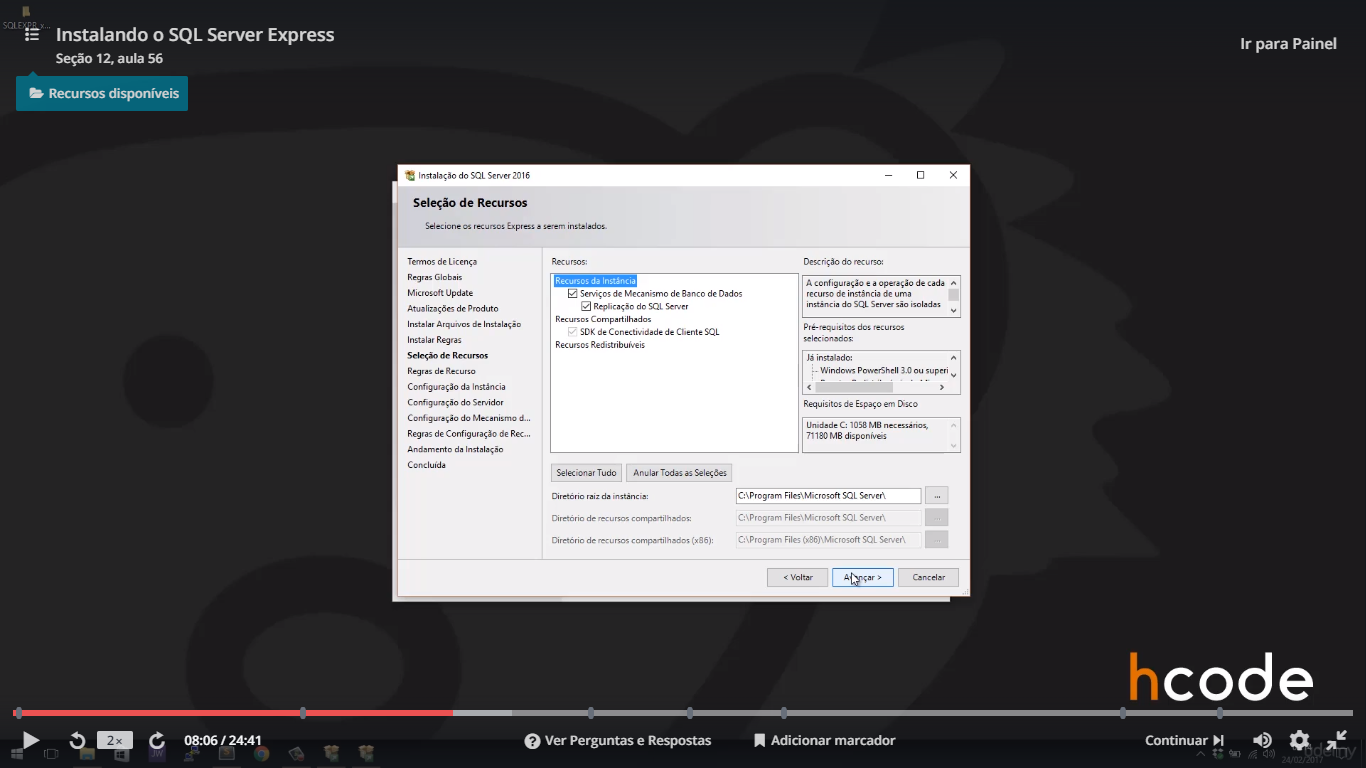 SQLEXPR_x...
Instalando o SQL Server Express
Seção 12, aula 56
Ir para Painel
Recursos disponíveis
Instalação do SQL Server 2016
Seleção de Recursos
Selecione os recursos Express a serem instalados.
Termos de Licença
Regras Globais
Microsoft Update
Atualizações de Produto
Instalar Arquivos de Instalação
Instalar Regras
Seleção de Recursos
Regras de Recurso
Configuração da Instância
Configuração do Servidor
Configuração do Mecanismo d...
Regras de Configuração de Rec...
Andamento da Instalação
Concluída
Recursos:
Recursos da Instância
Serviços de Mecanismo de Banco de Dados
Replicação do SQL Server
Recursos Compartilhados
SDK de Conectividade de Cliente SQL
Recursos Redistribuíveis
Descrição do recurso:
A configuração e a operação de cada
recurso de instância de uma
instância do SQL Server são isoladas
Pré-requisitos dos recursos
selecionados:
Já instalado:
Windows PowerShell 3.0 ou superi
Requisitos de Espaço em Disco
Unidade C: 1058 MB necessários,
71180 MB disponíveis
Selecionar Tudo
Anular Todas as Seleções
Diretório raiz da instância:
C:\Program Files\Microsoft SQL Server\
...
Diretório de recursos compartilhados:
C:\Program Files\Microsoft SQL Server\
...
Diretório de recursos compartilhados (x86):
C:\Program Files (x86)\Microsoft SQL Server\
...
< Voltar
Avançar >
Cancelar
hcode
2×
08:06 / 24:41
Ver Perguntas e Respostas
Adicionar marcador
Continuar
udemy
24/02/2017